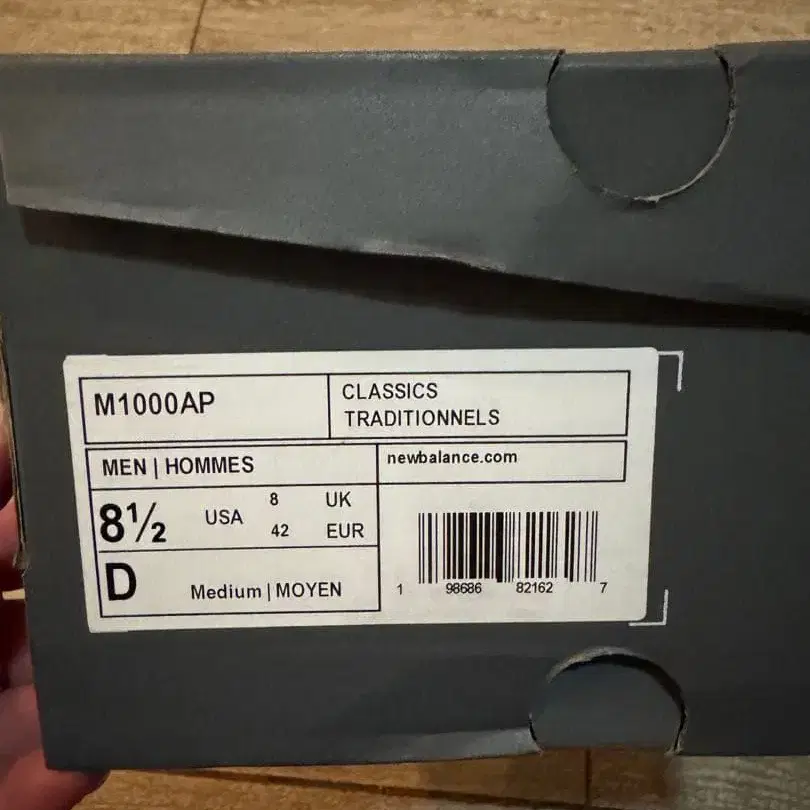 M1000AP
CLASSICS
TRADITIONNELS
MEN | HOMMES
newbalance.com
8½ USA 8 UK
42 EUR
D Medium | MOYEN
1 98686 82162 7